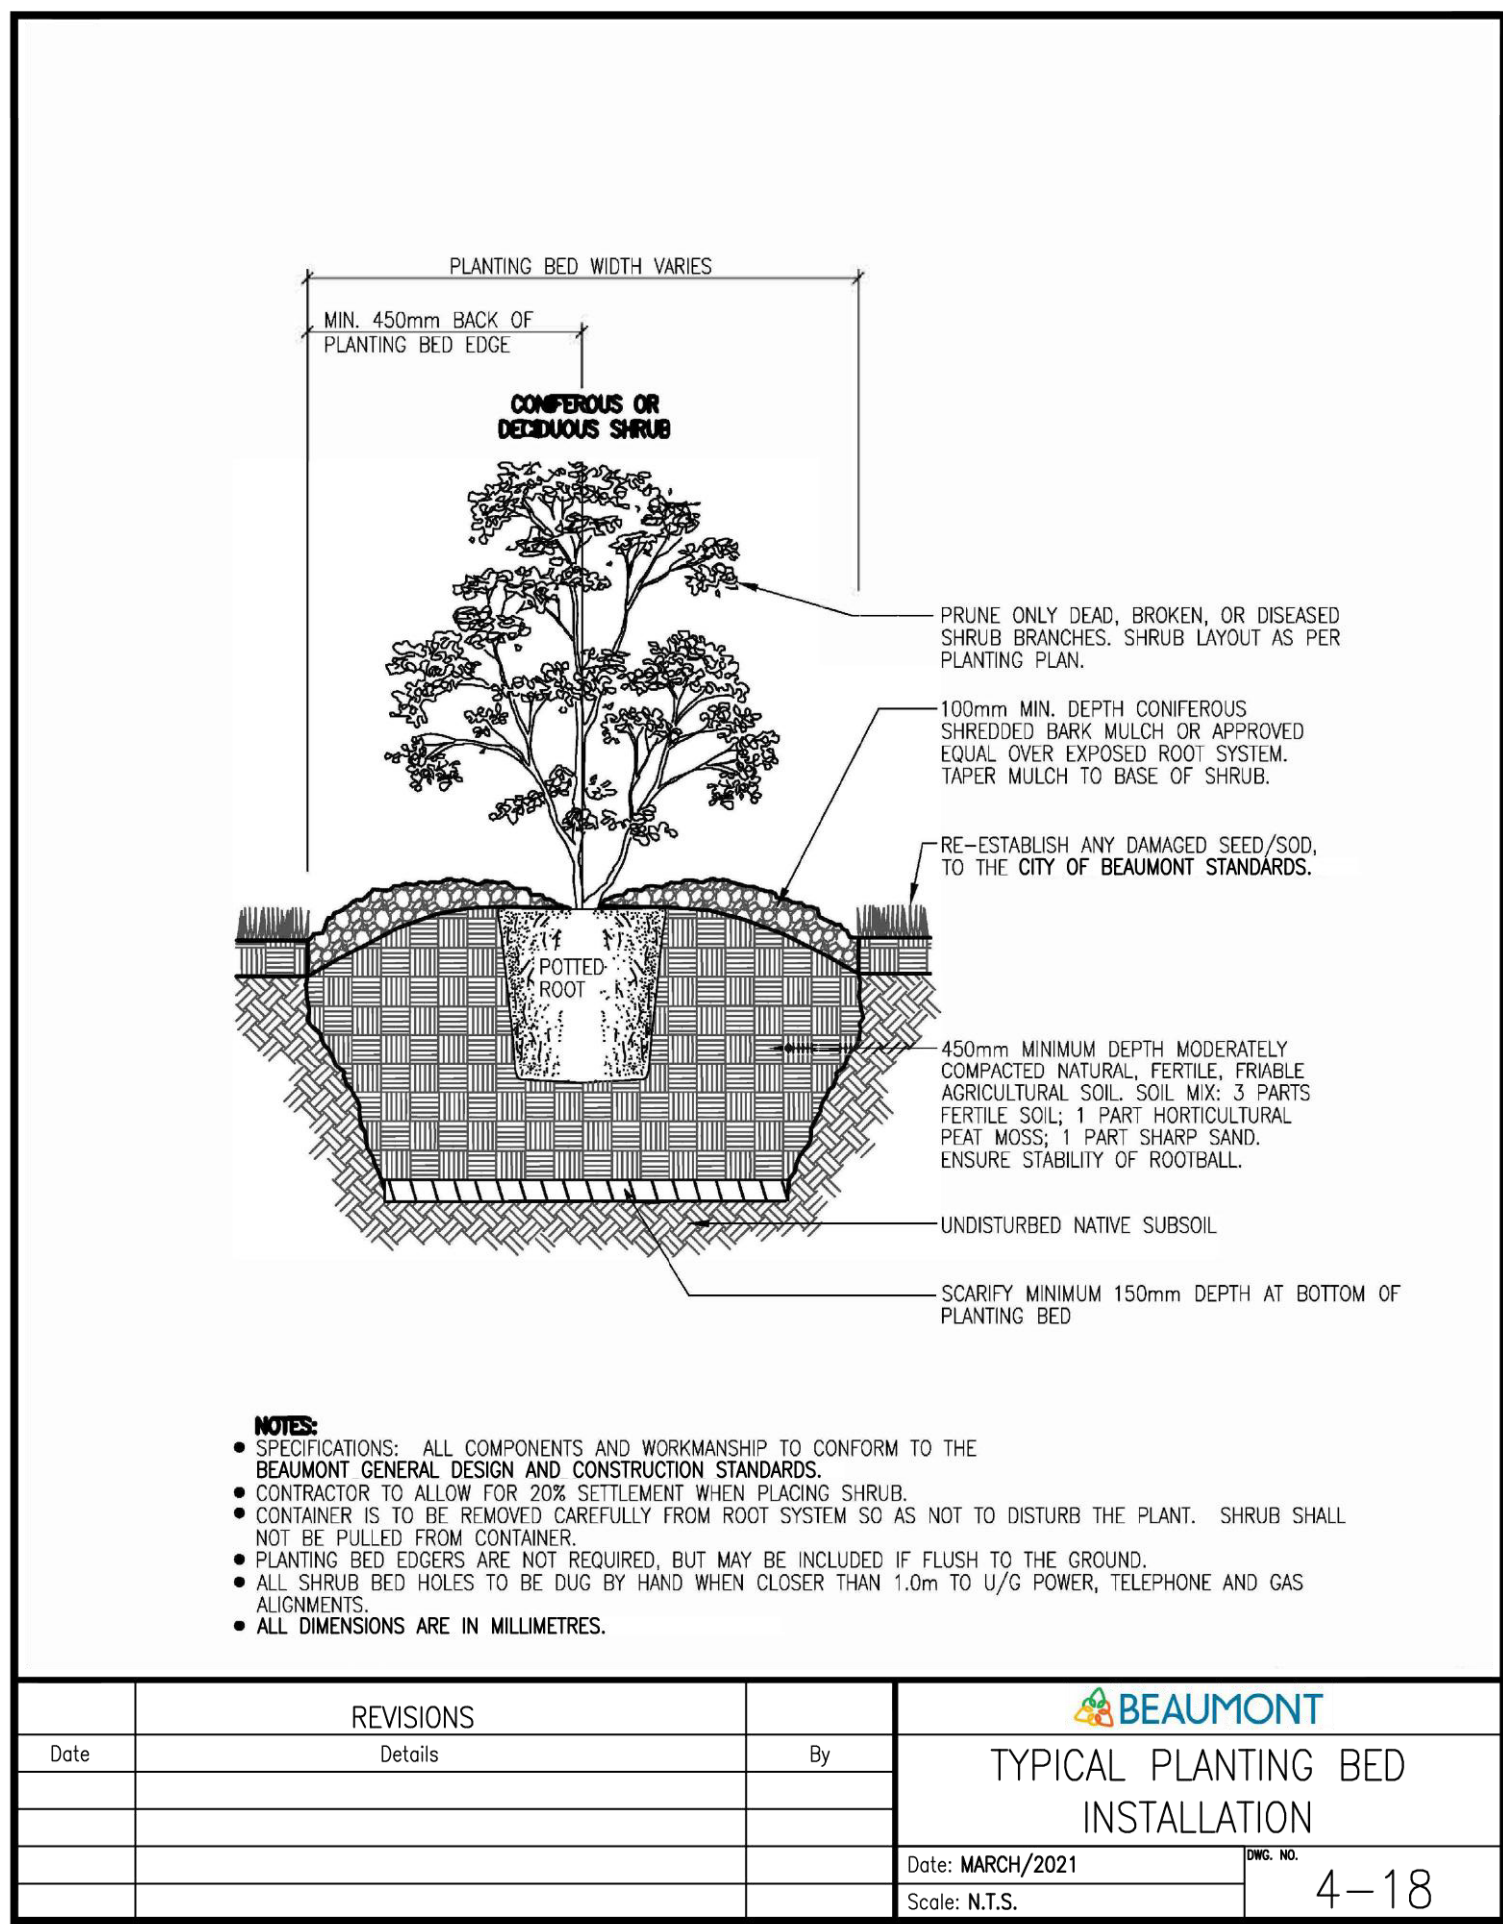 PLANTING BED WIDTH VARIES
MIN. 450mm BACK OF
PLANTING BED EDGE
CONIFEROUS OR
DECIDUOUS SHRUB
PRUNE ONLY DEAD, BROKEN, OR DISEASED
SHRUB BRANCHES. SHRUB LAYOUT AS PER
PLANTING PLAN.
100mm MIN. DEPTH CONIFEROUS
SHREDDED BARK MULCH OR APPROVED
EQUAL OVER EXPOSED ROOT SYSTEM.
TAPER MULCH TO BASE OF SHRUB.
RE-ESTABLISH ANY DAMAGED SEED/SOD,
TO THE CITY OF BEAUMONT STANDARDS.
POTTED
ROOT
450mm MINIMUM DEPTH MODERATELY
COMPACTED NATURAL, FERTILE, FRIABLE
AGRICULTURAL SOIL. SOIL MIX: 3 PARTS
FERTILE SOIL; 1 PART HORTICULTURAL
PEAT MOSS; 1 PART SHARP SAND.
ENSURE STABILITY OF ROOTBALL.
UNDISTURBED NATIVE SUBSOIL
SCARIFY MINIMUM 150mm DEPTH AT BOTTOM OF
PLANTING BED
NOTES:
● SPECIFICATIONS: ALL COMPONENTS AND WORKMANSHIP TO CONFORM TO THE
BEAUMONT GENERAL DESIGN AND CONSTRUCTION STANDARDS.
● CONTRACTOR TO ALLOW FOR 20% SETTLEMENT WHEN PLACING SHRUB.
● CONTAINER IS TO BE REMOVED CAREFULLY FROM ROOT SYSTEM SO AS NOT TO DISTURB THE PLANT. SHRUB SHALL
NOT BE PULLED FROM CONTAINER.
● PLANTING BED EDGERS ARE NOT REQUIRED, BUT MAY BE INCLUDED IF FLUSH TO THE GROUND.
● ALL SHRUB BED HOLES TO BE DUG BY HAND WHEN CLOSER THAN 1.0m TO U/G POWER, TELEPHONE AND GAS
ALIGNMENTS.
● ALL DIMENSIONS ARE IN MILLIMETRES.
REVISIONS
Date Details By
BEAUMONT
TYPICAL PLANTING BED
INSTALLATION
Date: MARCH/2021
Scale: N.T.S.
DWG. NO.
4-18